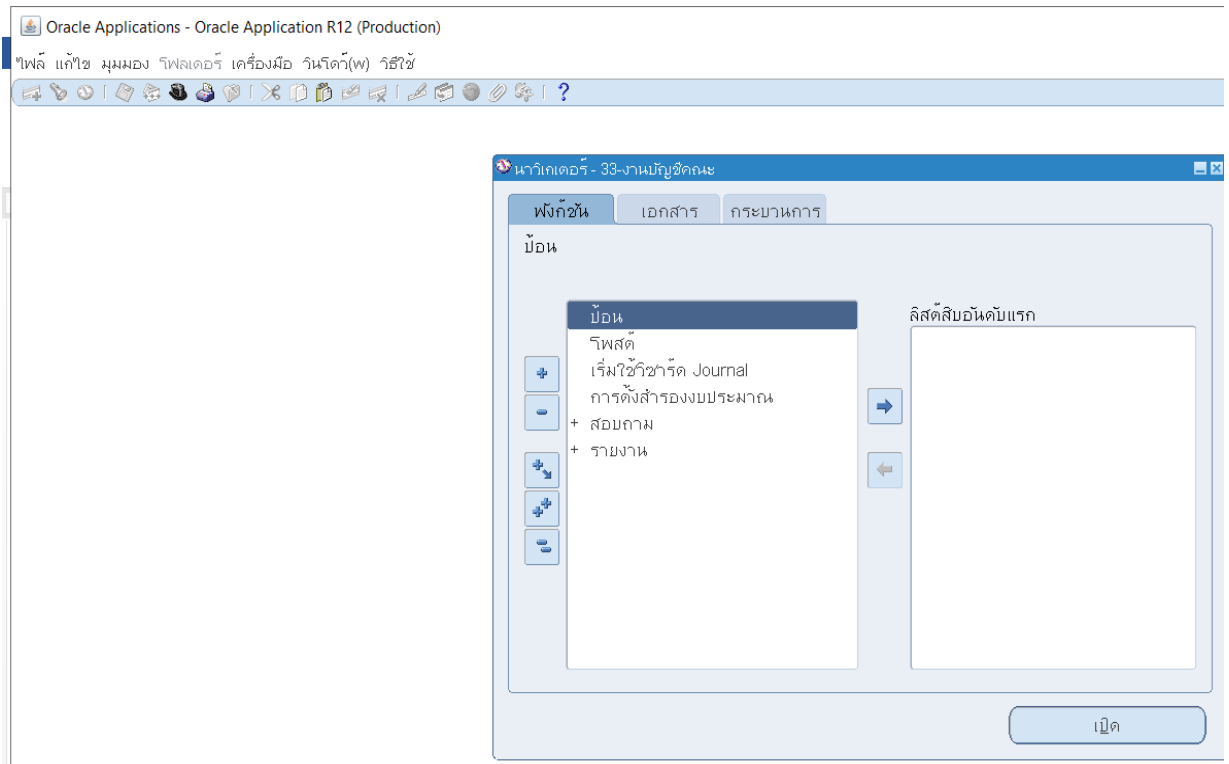 Oracle Applications - Oracle Application R12 (Production)
ไฟล์ แก้ไข มุมมอง โฟลเดอร์ เครื่องมือ วินโดว์(W) วิธีใช้
นาวิเกเตอร์ - 33-งานบัญชีคณะ
ฟังก์ชัน เอกสาร กระบวนการ
ป้อน
ป้อน
โพสต์
เริ่มใช้วิซาร์ด Journal
การตั้งสำรองงบประมาณ
+ สอบถาม
+ รายงาน
ลิสต์สิบอันดับแรก
เปิด